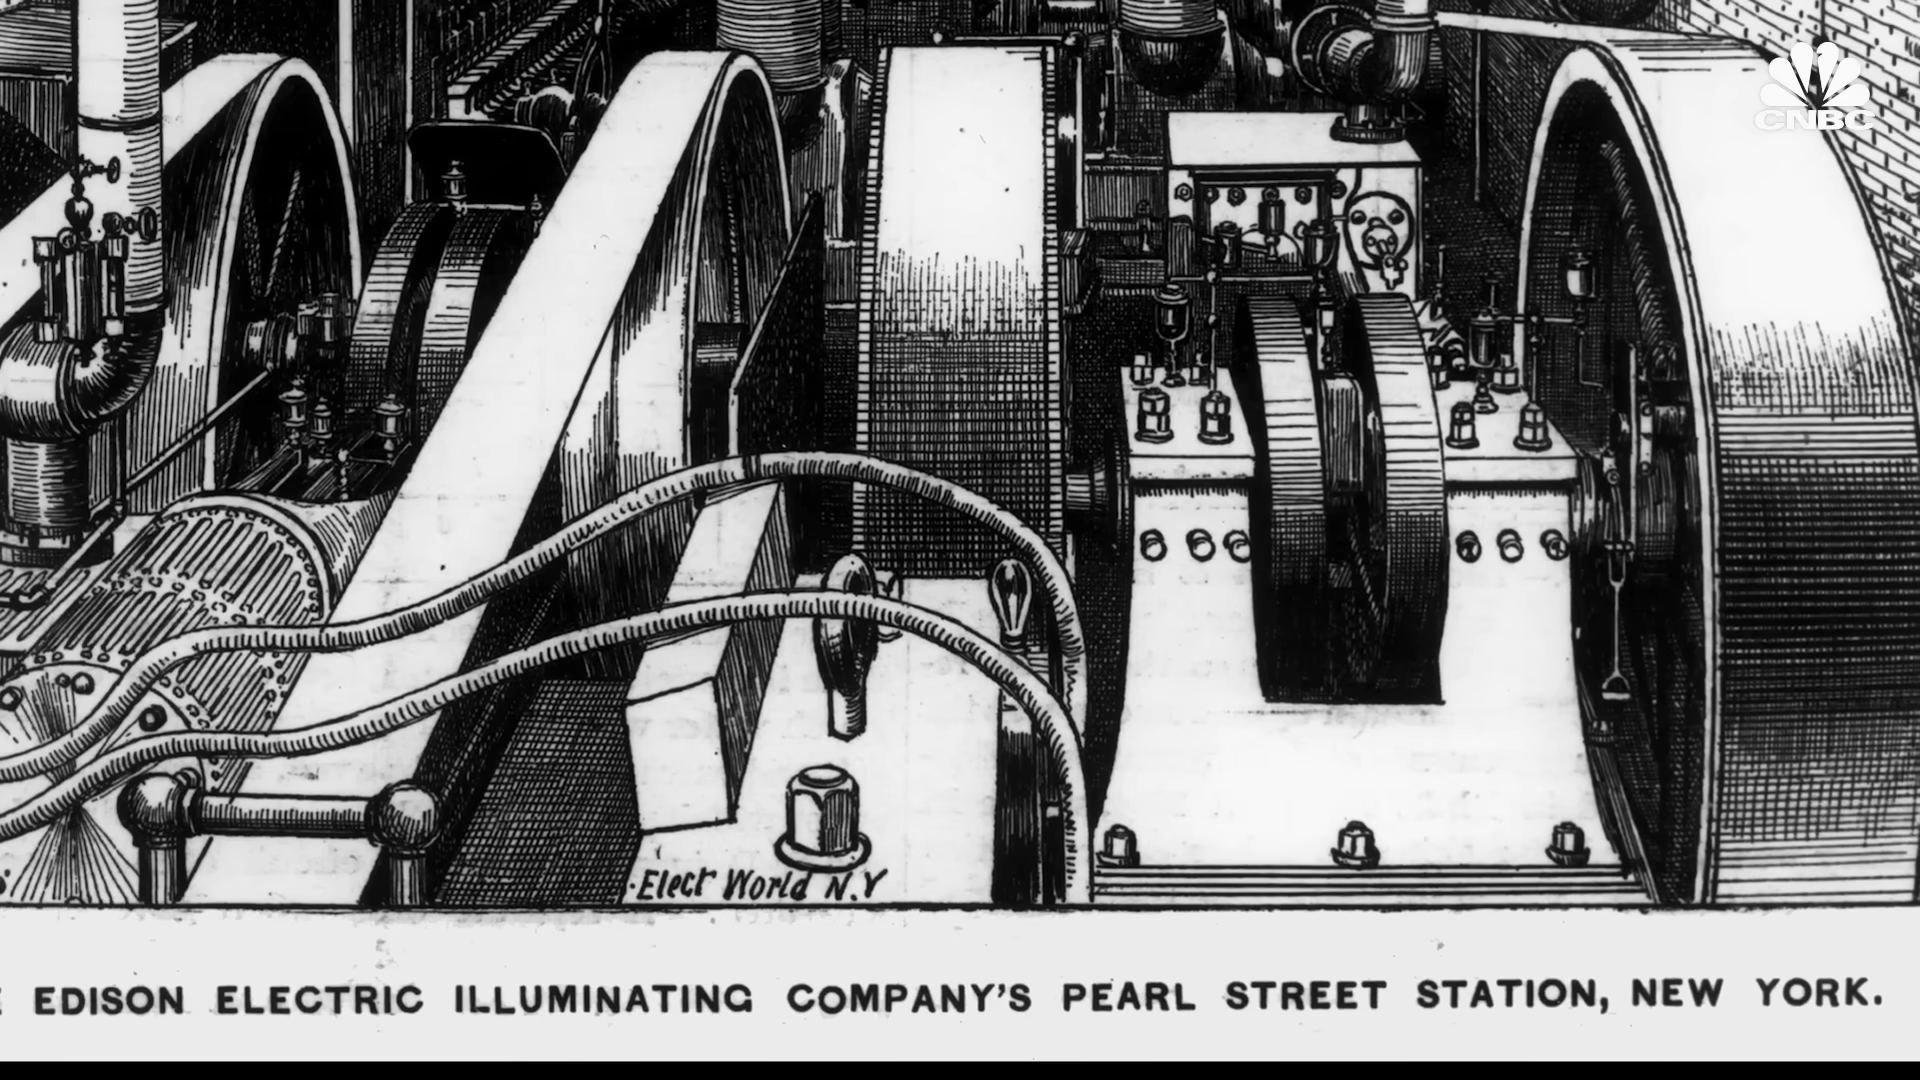 CNBC
Elect World N.Y
EDISON ELECTRIC ILLUMINATING COMPANY'S PEARL STREET STATION, NEW YORK.